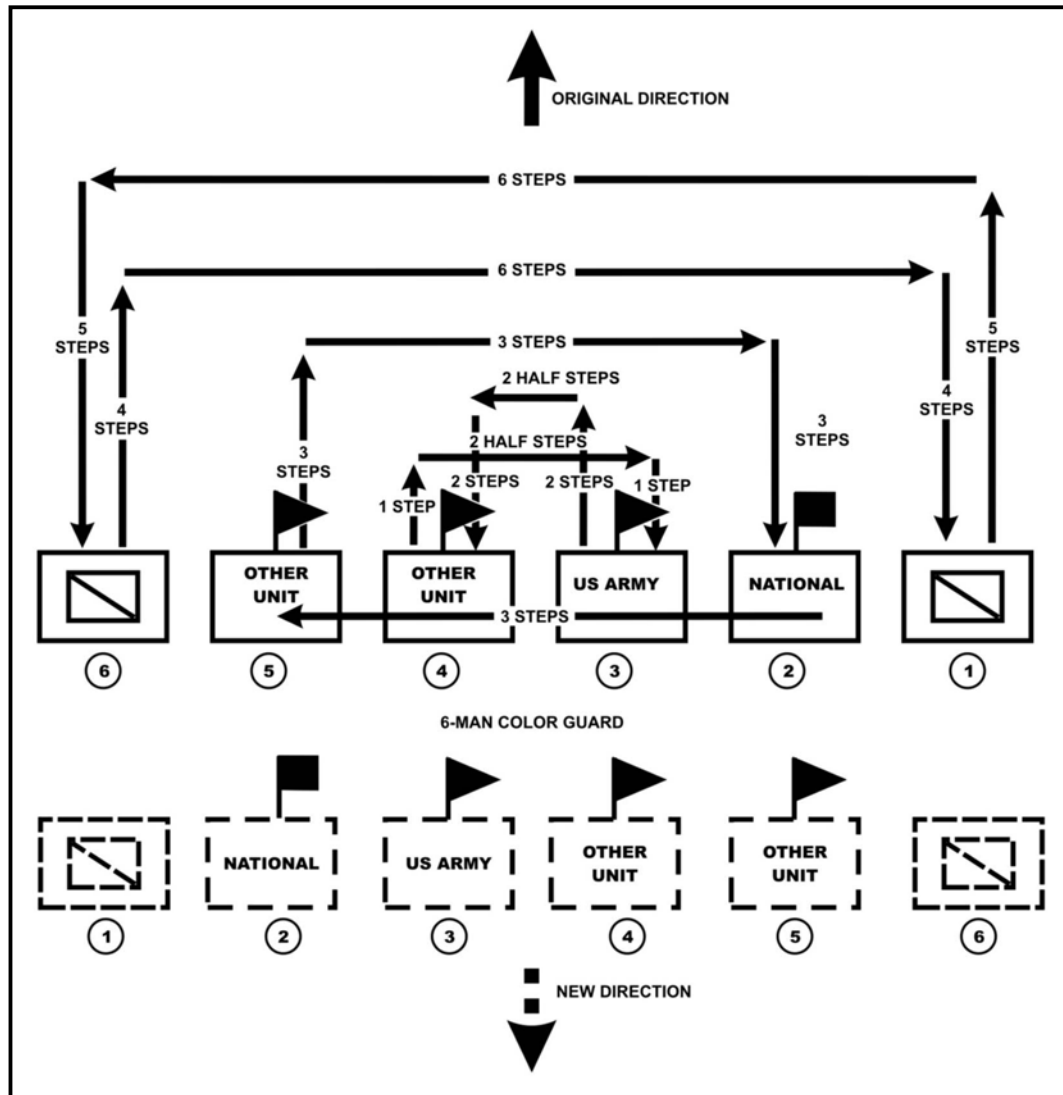 ORIGINAL DIRECTION
6 STEPS
6 STEPS
5
STEPS
4
STEPS
3 STEPS
2 HALF STEPS
2 HALF STEPS
3
STEPS
1 STEP
2 STEPS
2 STEPS
1 STEP
3
STEPS
4
STEPS
5
STEPS
OTHER
UNIT
OTHER
UNIT
US ARMY
NATIONAL
3 STEPS
6
5
4
3
2
1
6-MAN COLOR GUARD
NATIONAL
US ARMY
OTHER
UNIT
OTHER
UNIT
1
2
3
4
5
6
NEW DIRECTION